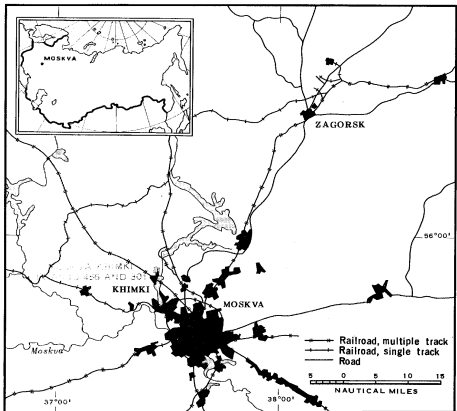 MOSKVA
ZAGORSK
56°00'
KHIMKI
MOSKVA
Moskva
Railroad, multiple track
Railroad, single track
Road
5 0 5 10 15
NAUTICAL MILES
37°00'
38°00'